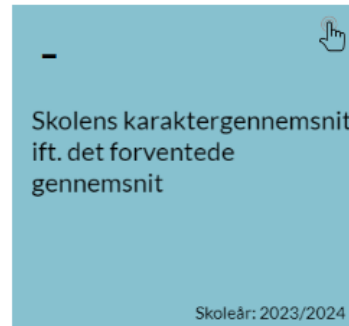 -
Skolens karaktergennemsnit
ift. det forventede
gennemsnit
Skoleår: 2023/2024